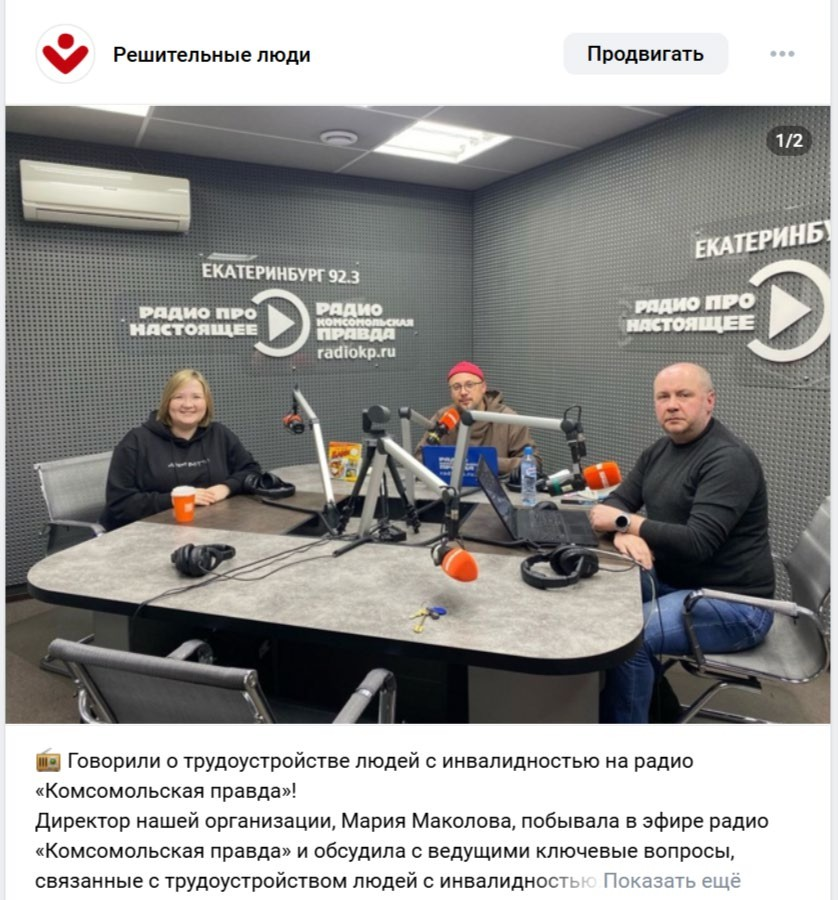 Решительные люди
Продвигать
1/2
ЕКАТЕРИНБУРГ 92.3
РАДИО ПРО
НАСТОЯЩЕЕ
РАДИО
КОМСОМОЛЬСКАЯ
ПРАВДА
radiokp.ru
ЕКАТЕРИНБУ
РАДИО ПРО
НАСТОЯЩЕЕ
📻 Говорили о трудоустройстве людей с инвалидностью на радио
«Комсомольская правда»!
Директор нашей организации, Мария Маколова, побывала в эфире радио
«Комсомольская правда» и обсудила с ведущими ключевые вопросы,
связанные с трудоустройством людей с инвалидностью Показать ещё